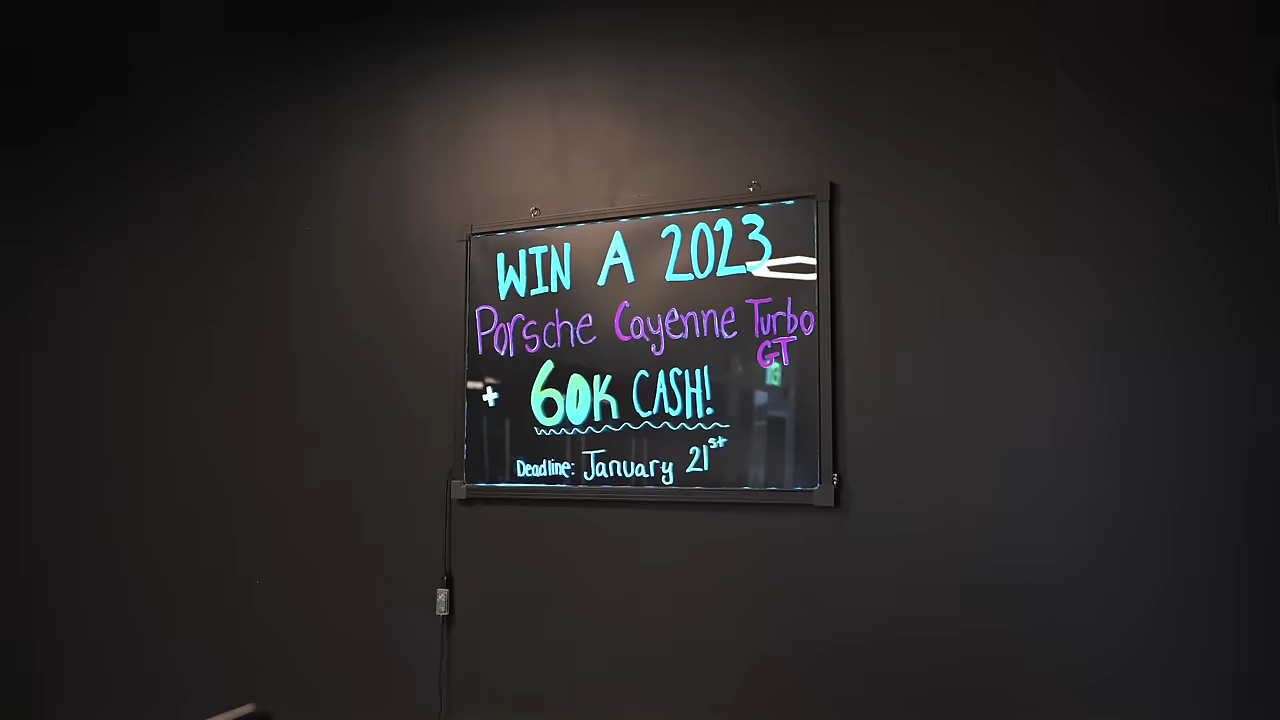 WIN A 2023
Porsche Cayenne Turbo
GT
+ 60K CASH!
Deadline: January 21st